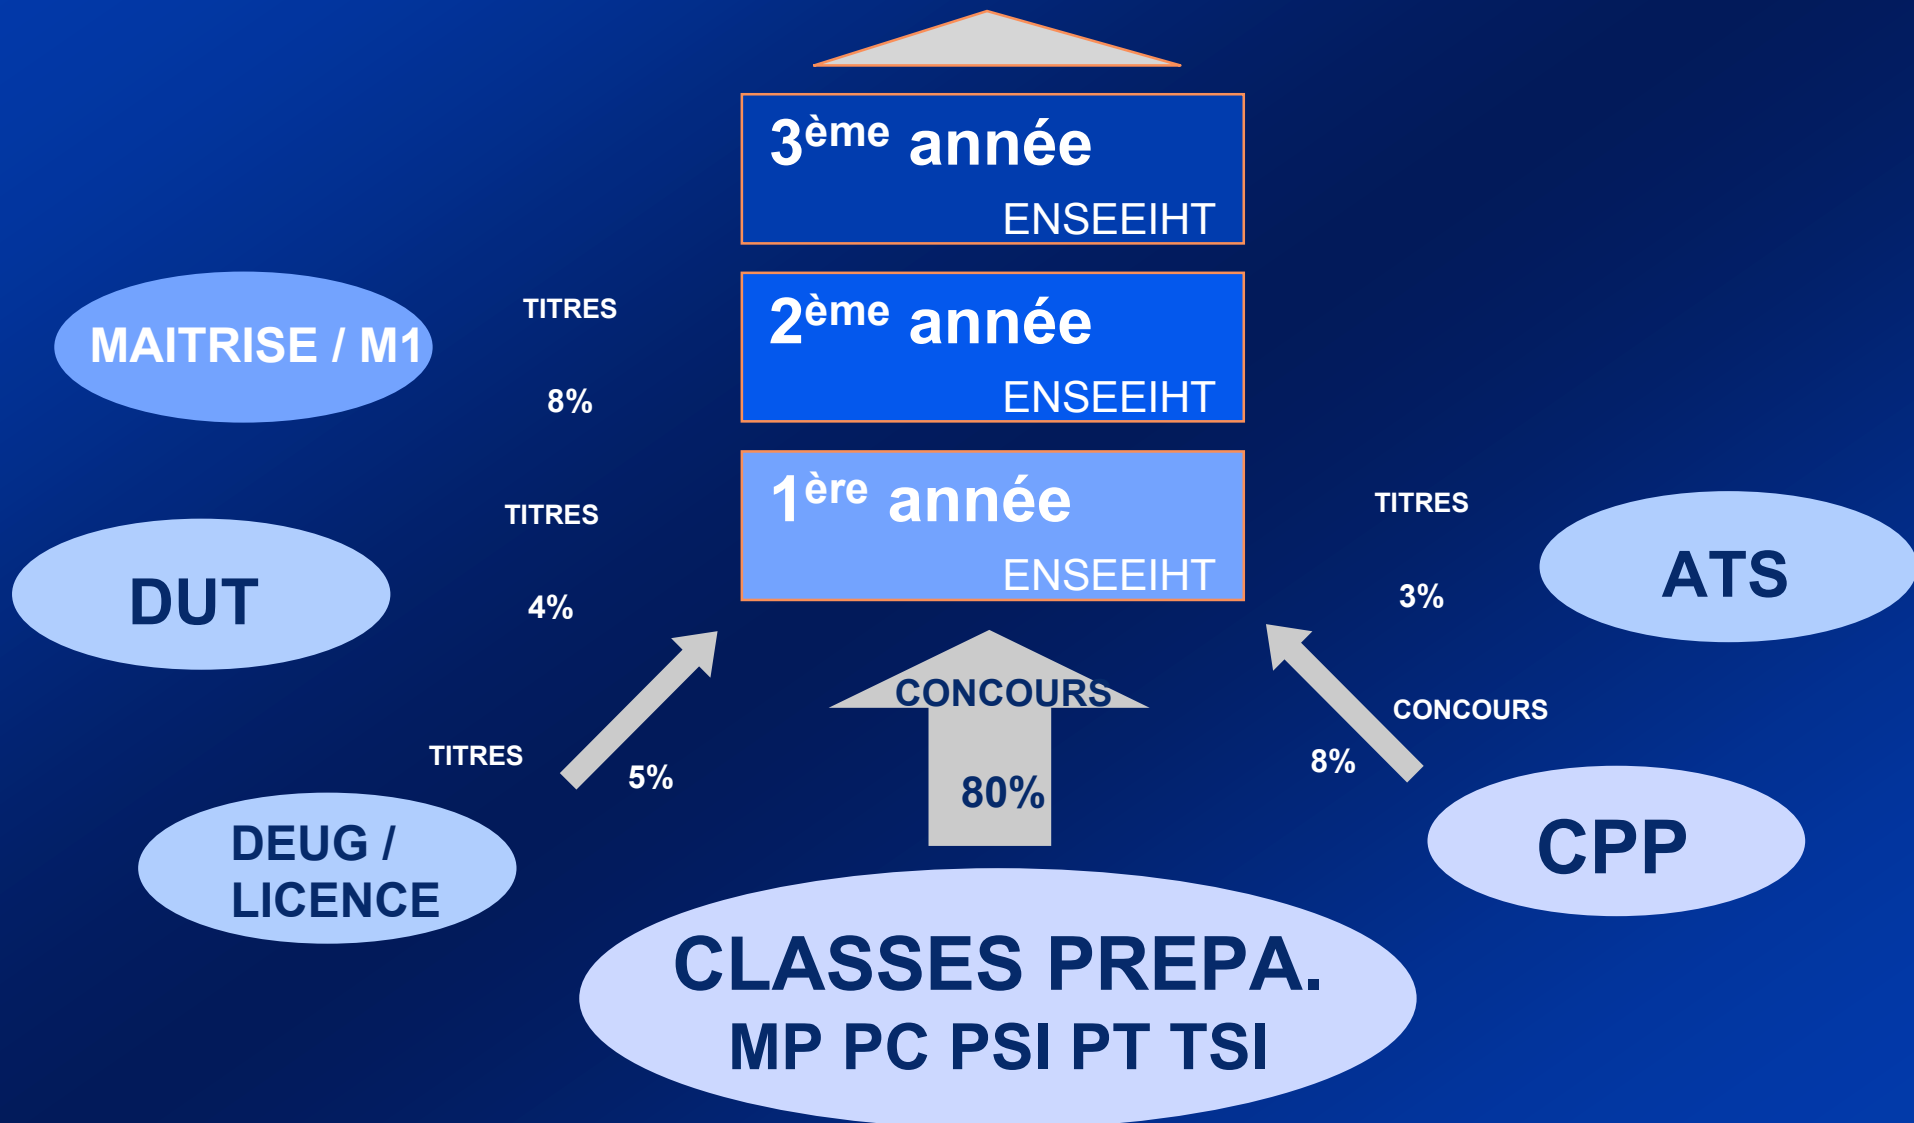 3ème année
ENSEEIHT
MAITRISE / M1
TITRES
8%
2ème année
ENSEEIHT
DUT
TITRES
4%
1ère année
ENSEEIHT
TITRES
3%
ATS
TITRES
5%
DEUG /
LICENCE
CONCOURS
80%
CONCOURS
8%
CPP
CLASSES PREPA.
MP PC PSI PT TSI